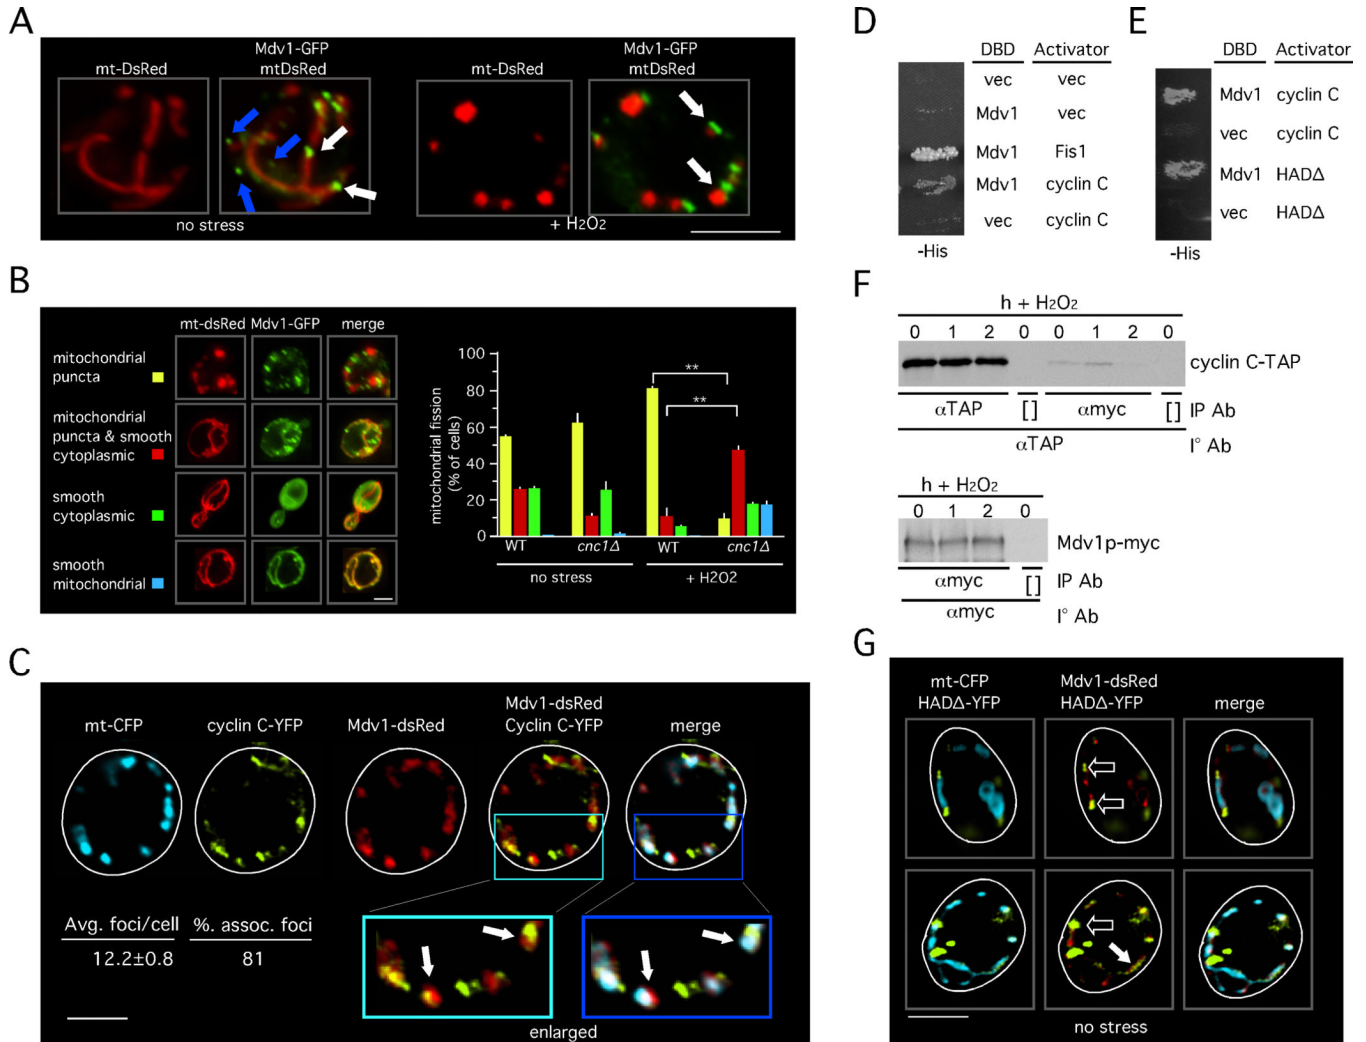 A
Mdv1-GFP
Mdv1-GFP
mt-DsRed
mtDsRed
mt-DsRed
mtDsRed
no stress
+ H2O2
B
mt-dsRed
Mdv1-GFP
merge
mitochondrial
puncta
mitochondrial
puncta & smooth
cytoplasmic
smooth
cytoplasmic
smooth
mitochondrial
mitochondrial fission
(% of cells)
100
80
60
40
20
0
**
**
WT
cnc1Δ
WT
cnc1Δ
no stress
+ H2O2
C
Mdv1-dsRed
mt-CFP
cyclin C-YFP
Mdv1-dsRed
Cyclin C-YFP
merge
Avg. foci/cell
%. assoc. foci
12.2±0.8
81
enlarged
D
DBD
Activator
vec
vec
Mdv1
vec
Mdv1
Fis1
Mdv1
cyclin C
vec
cyclin C
-His
E
DBD
Activator
Mdv1
cyclin C
vec
cyclin C
Mdv1
HADΔ
vec
HADΔ
-His
F
h + H2O2
0 1 2 0 0 1 2 0
cyclin C-TAP
αTAP [] αmyc [] IP Ab
αTAP I° Ab
h + H2O2
0 1 2 0
Mdv1p-myc
αmyc [] IP Ab
αmyc I° Ab
G
mt-CFP
HADΔ-YFP
Mdv1-dsRed
HADΔ-YFP
merge
no stress